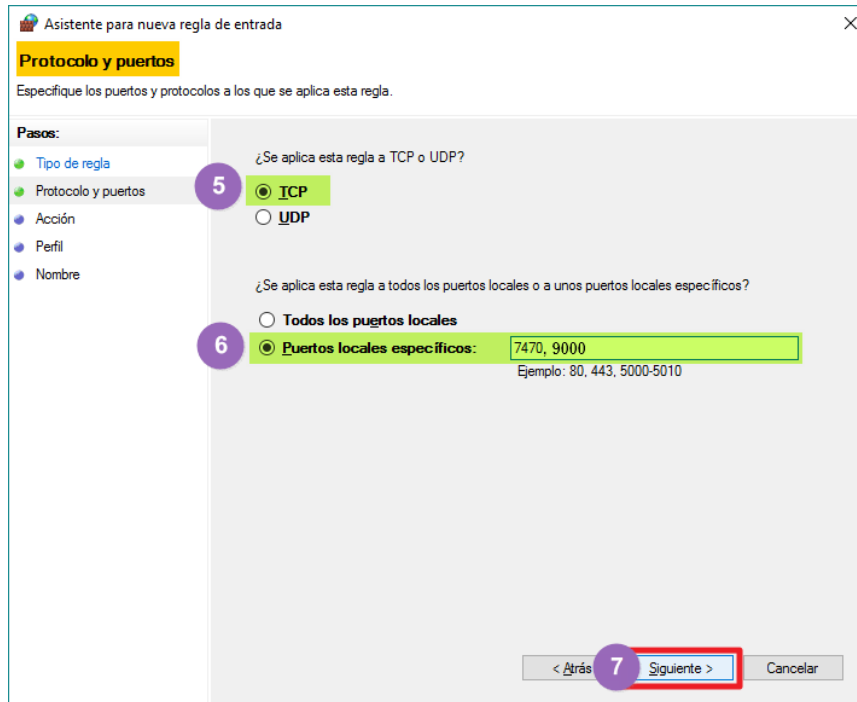 Asistente para nueva regla de entrada
Protocolo y puertos
Especifique los puertos y protocolos a los que se aplica esta regla.
Pasos:
Tipo de regla
Protocolo y puertos
Acción
Perfil
Nombre
¿Se aplica esta regla a TCP o UDP?
5
TCP
UDP
¿Se aplica esta regla a todos los puertos locales o a unos puertos locales específicos?
Todos los puertos locales
6
Puertos locales específicos: 7470, 9000
Ejemplo: 80, 443, 5000-5010
< Atrás 7 Siguiente > Cancelar